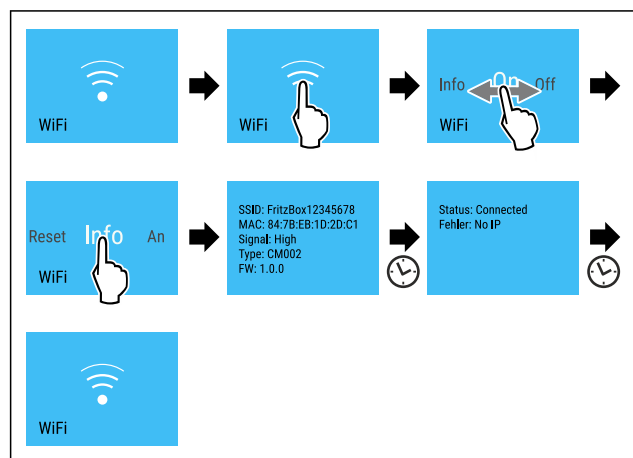 WiFi
WiFi
Info On Off
WiFi
Reset Info An
WiFi
SSID: FritzBox12345678
MAC: 84:7B:EB:1D:2D:C1
Signal: High
Type: CM002
FW: 1.0.0
Status: Connected
Fehler: No IP
WiFi